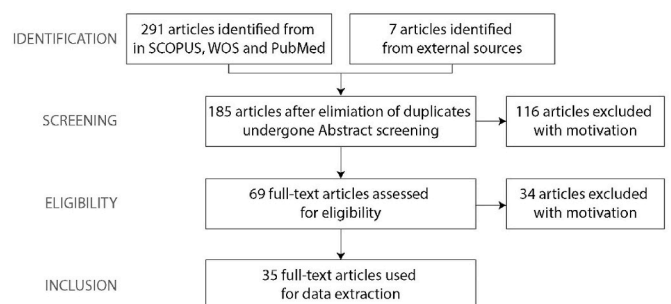 IDENTIFICATION
291 articles identified from
in SCOPUS, WOS and PubMed
7 articles identified
from external sources
SCREENING
185 articles after elimiation of duplicates
undergone Abstract screening
116 articles excluded
with motivation
ELIGIBILITY
69 full-text articles assessed
for eligibility
34 articles excluded
with motivation
INCLUSION
35 full-text articles used
for data extraction